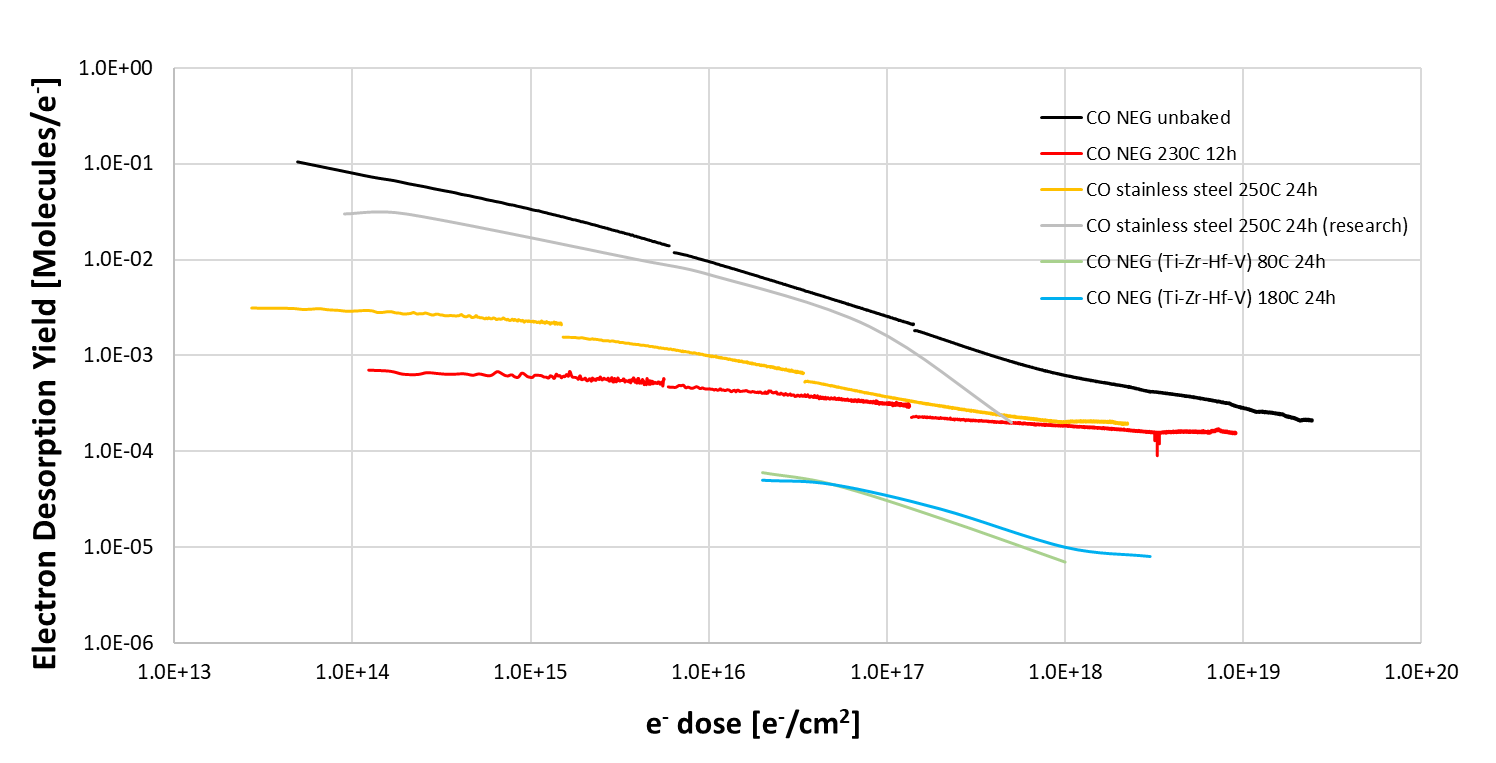 Electron Desorption Yield [Molecules/e-]
1.0E+00
1.0E-01
1.0E-02
1.0E-03
1.0E-04
1.0E-05
1.0E-06
CO NEG unbaked
CO NEG 230C 12h
CO stainless steel 250C 24h
CO stainless steel 250C 24h (research)
CO NEG (Ti-Zr-Hf-V) 80C 24h
CO NEG (Ti-Zr-Hf-V) 180C 24h
1.0E+13 1.0E+14 1.0E+15 1.0E+16 1.0E+17 1.0E+18 1.0E+19 1.0E+20
e- dose [e-/cm2]